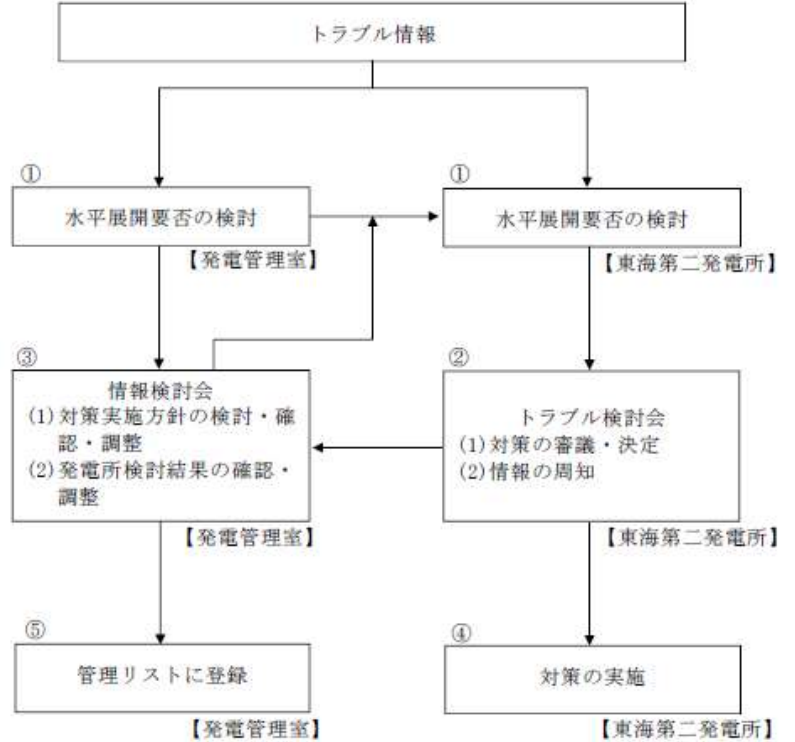 トラブル情報
①
水平展開要否の検討
【発電管理室】
①
水平展開要否の検討
【東海第二発電所】
③
情報検討会
(1)対策実施方針の検討・確
認・調整
(2)発電所検討結果の確認・
調整
【発電管理室】
②
トラブル検討会
(1)対策の審議・決定
(2)情報の周知
【東海第二発電所】
⑤
管理リストに登録
【発電管理室】
④
対策の実施
【東海第二発電所】